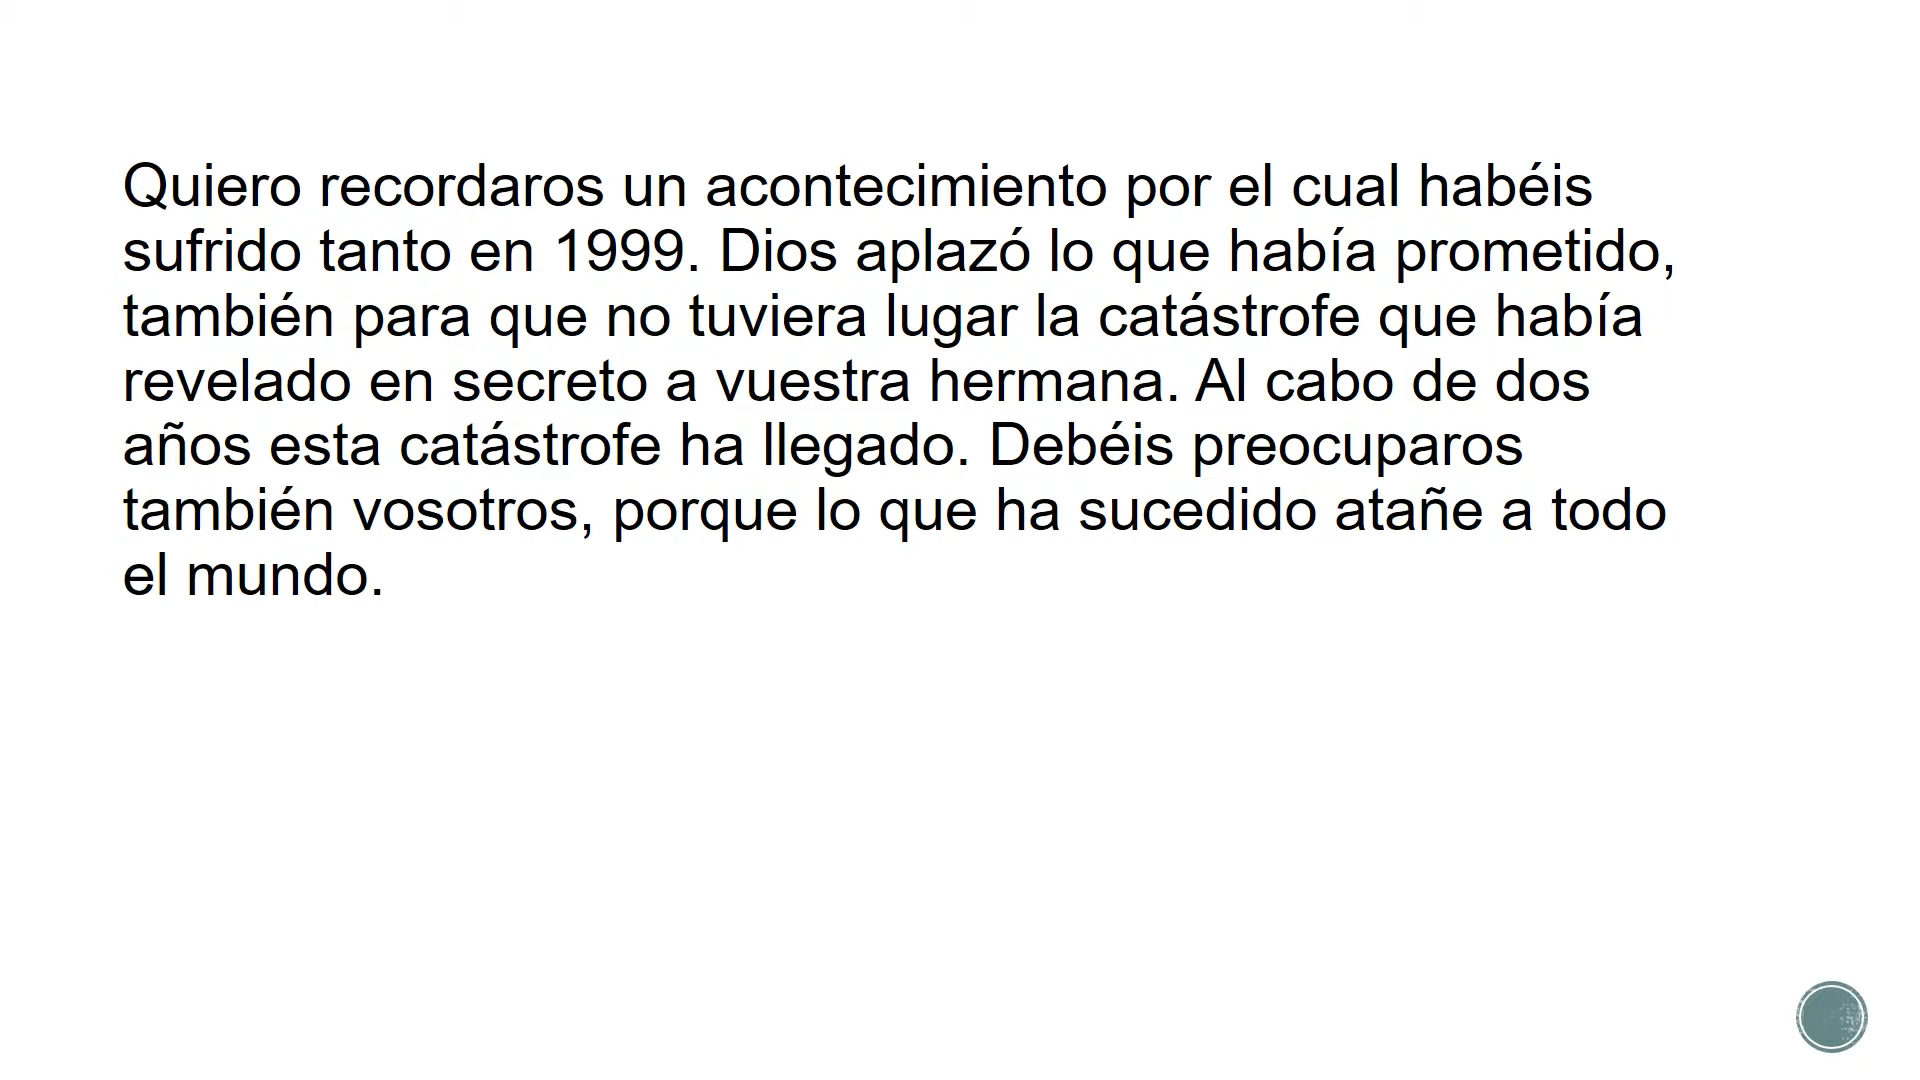 Quiero recordaros un acontecimiento por el cual habéis
sufrido tanto en 1999. Dios aplazó lo que había prometido,
también para que no tuviera lugar la catástrofe que había
revelado en secreto a vuestra hermana. Al cabo de dos
años esta catástrofe ha llegado. Debéis preocuparos
también vosotros, porque lo que ha sucedido atañe a todo
el mundo.